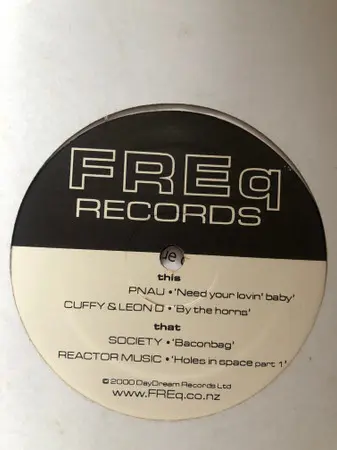 FREq
RECORDS
this
PNAU • 'Need your lovin' baby'
CUFFY & LEON D • 'By the horns'
that
SOCIETY • 'Baconbag'
REACTOR MUSIC • 'Holes in space part 1'
© 2000 DayDream Records Ltd
www.FREq.co.nz